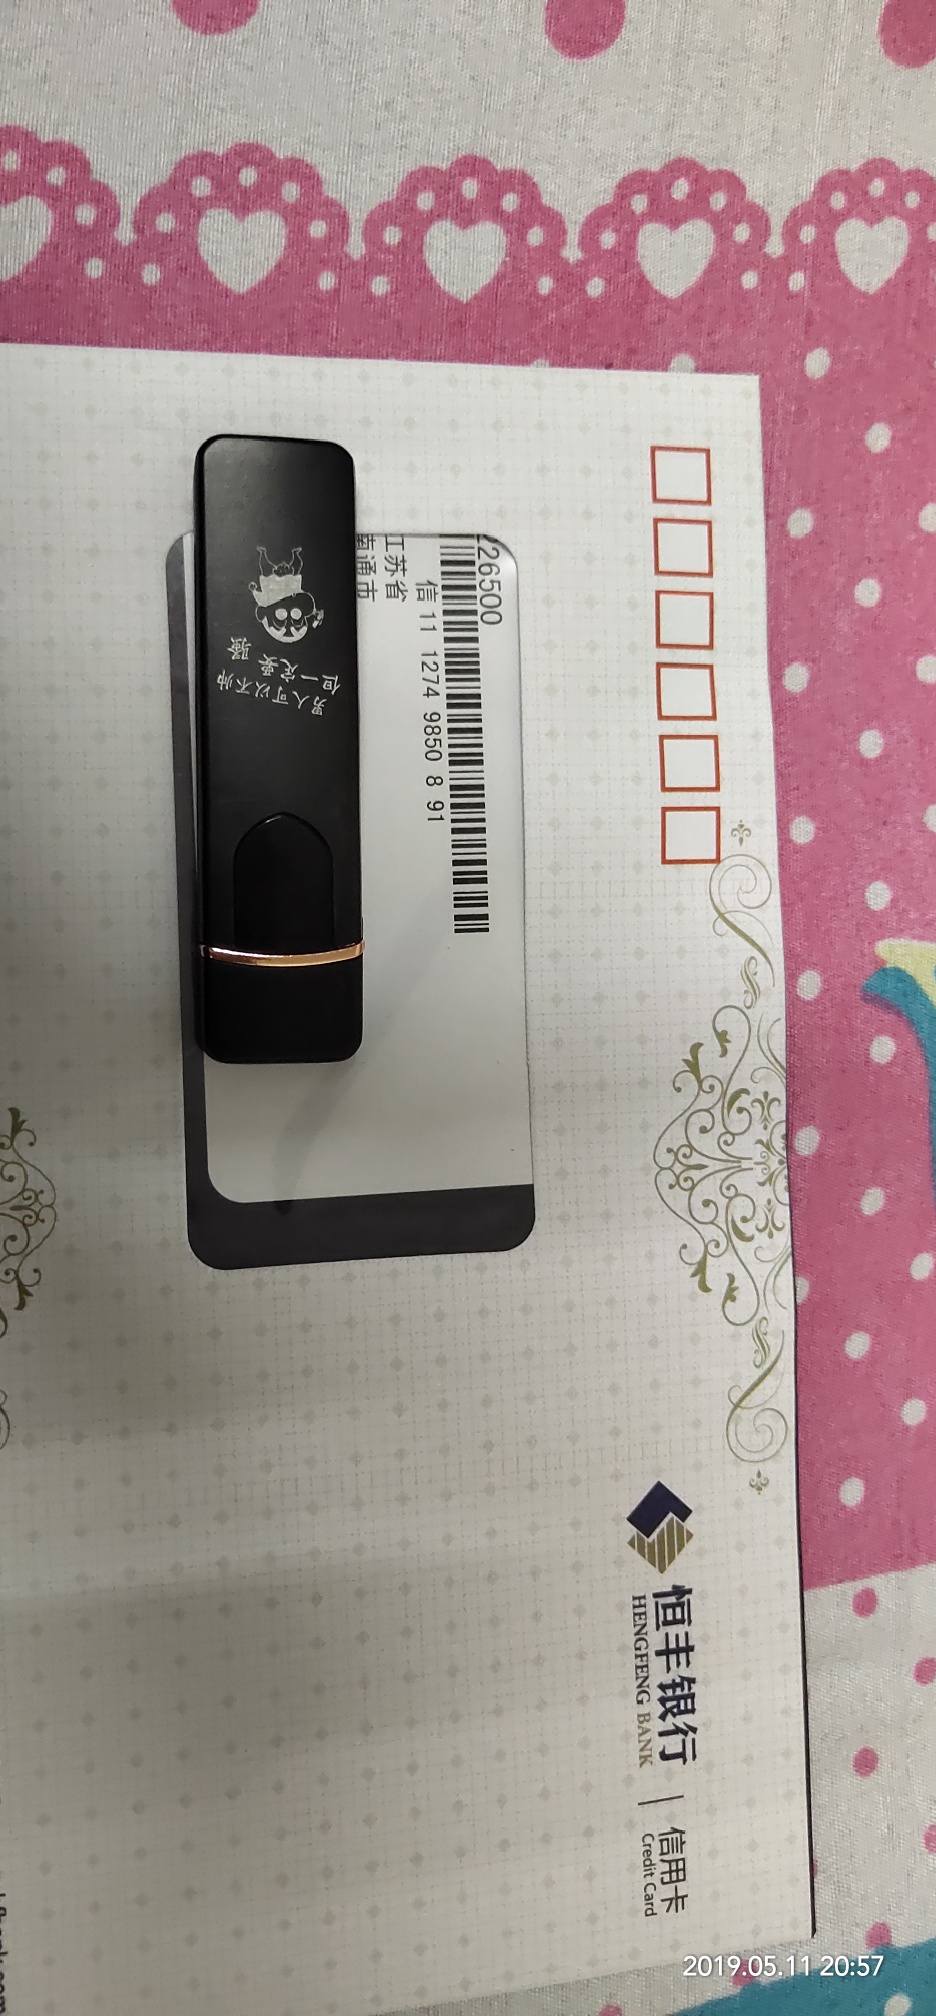 226500
信 11 1274 9850 8 91
江苏省
南通市
男人可以不帅
但一定要
骚
恒丰银行 | 信用卡
HENGFENG BANK Credit Card
2019.05.11 20:57